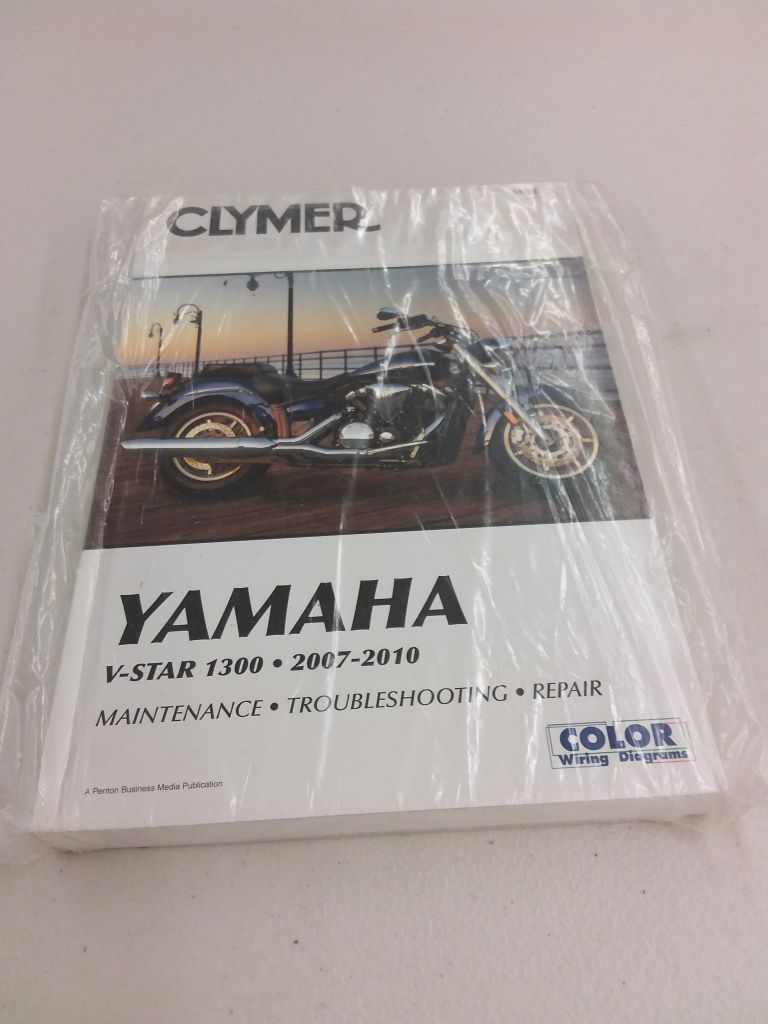 CLYMER
YAMAHA
V-STAR 1300 • 2007-2010
MAINTENANCE • TROUBLESHOOTING • REPAIR
COLOR
Wiring Diagrams
A Penton Business Media Publication